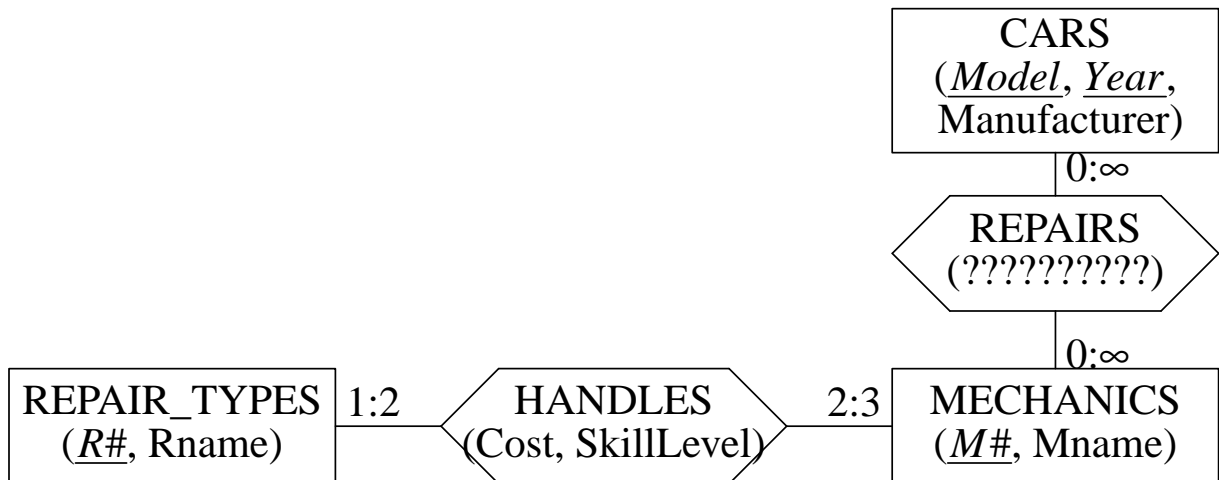 CARS
(Model, Year,
Manufacturer)
0:∞
REPAIRS
(??????????)
0:∞
REPAIR_TYPES
(R#, Rname)
1:2
HANDLES
(Cost, SkillLevel)
2:3
MECHANICS
(M#, Mname)